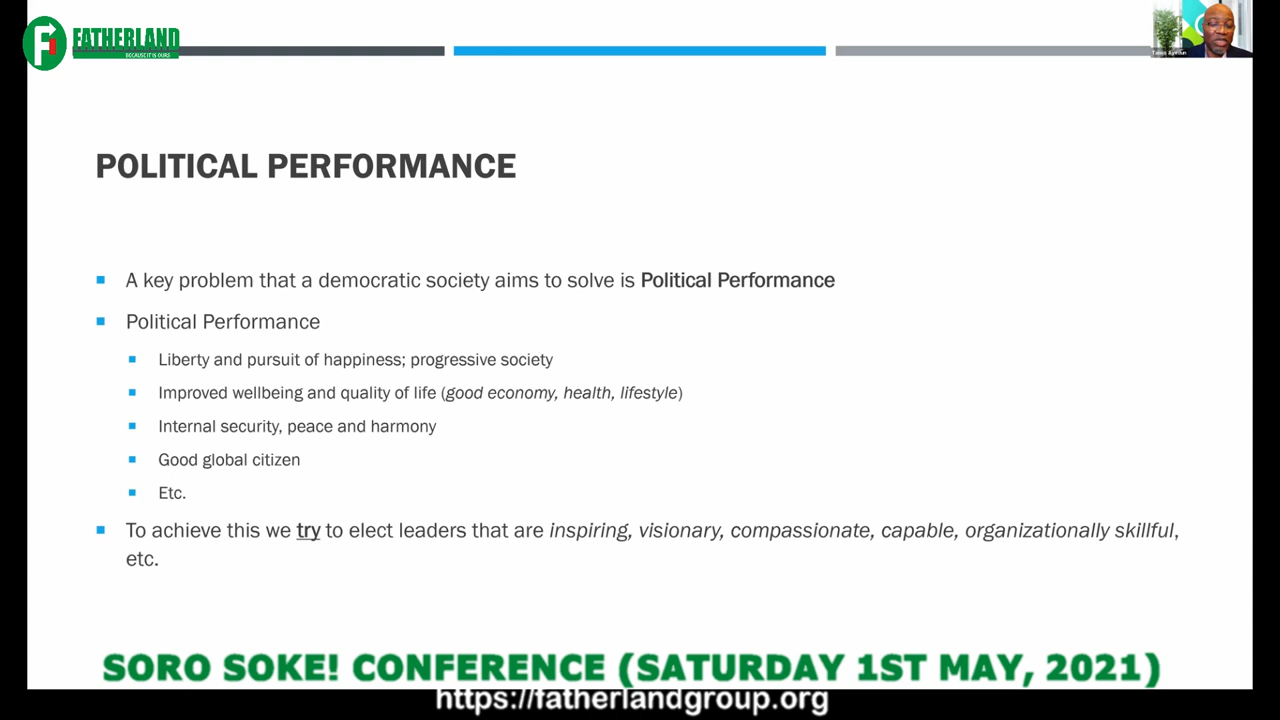 FATHERLAND
BECAUSE IT IS OURS
POLITICAL PERFORMANCE
A key problem that a democratic society aims to solve is Political Performance
Political Performance
Liberty and pursuit of happiness; progressive society
Improved wellbeing and quality of life (good economy, health, lifestyle)
Internal security, peace and harmony
Good global citizen
Etc.
To achieve this we try to elect leaders that are inspiring, visionary, compassionate, capable, organizationally skillful,
etc.
SORO SOKE! CONFERENCE (SATURDAY 1ST MAY, 2021)
https://fatherlandgroup.org